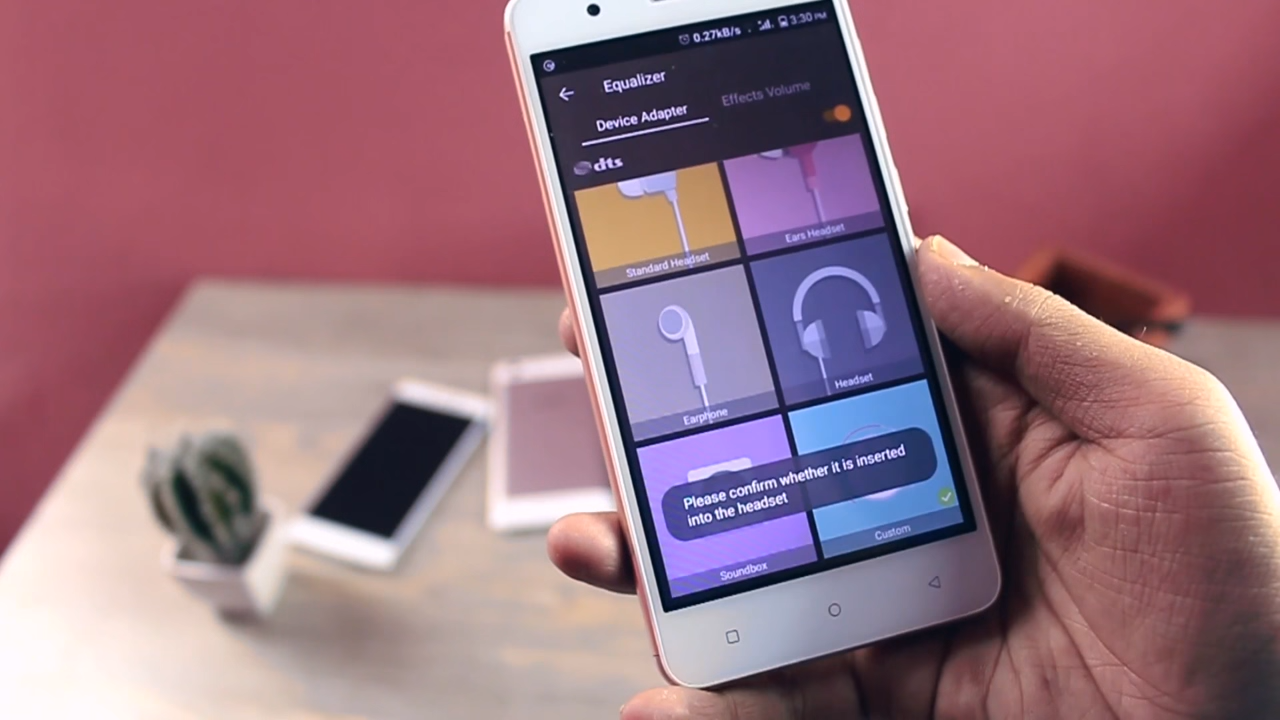 0.27kB/s
3:30 PM
Equalizer
Device Adapter
Effects Volume
dts
Standard Headset
Ears Headset
Earphone
Headset
Please confirm whether it is inserted
into the headset
Soundbox
Custom